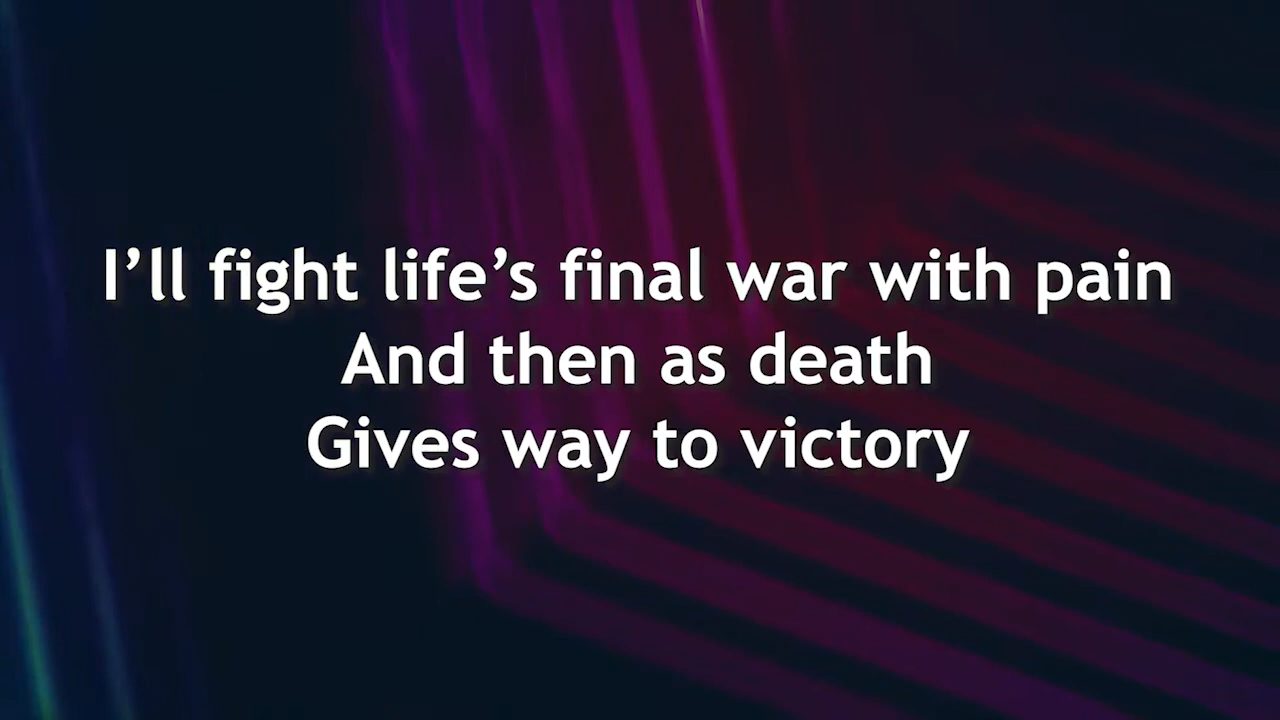 I’ll fight life’s final war with pain
And then as death
Gives way to victory